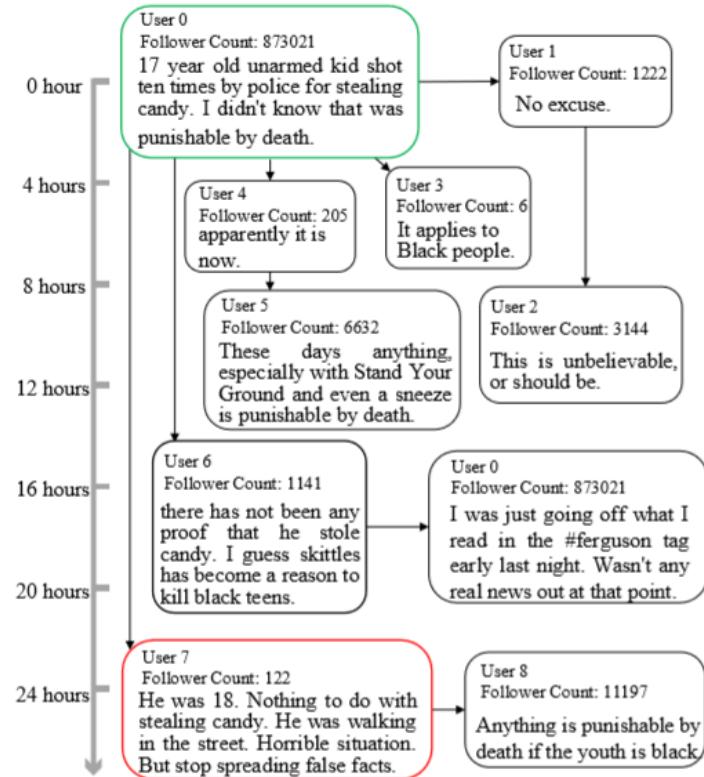 User 0
Follower Count: 873021
17 year old unarmed kid shot
ten times by police for stealing
candy. I didn't know that was
punishable by death.
User 1
Follower Count: 1222
No excuse.
0 hour
4 hours
User 4
Follower Count: 205
apparently it is
now.
User 3
Follower Count: 6
It applies to
Black people.
8 hours
User 5
Follower Count: 6632
These days anything,
especially with Stand Your
Ground and even a sneeze
is punishable by death.
User 2
Follower Count: 3144
This is unbelievable,
or should be.
12 hours
User 6
Follower Count: 1141
there has not been any
proof that he stole
candy. I guess skittles
has become a reason to
kill black teens.
User 0
Follower Count: 873021
I was just going off what I
read in the #ferguson tag
early last night. Wasn't any
real news out at that point.
16 hours
20 hours
User 7
Follower Count: 122
He was 18. Nothing to do with
stealing candy. He was walking
in the street. Horrible situation.
But stop spreading false facts.
User 8
Follower Count: 11197
Anything is punishable by
death if the youth is black.
24 hours